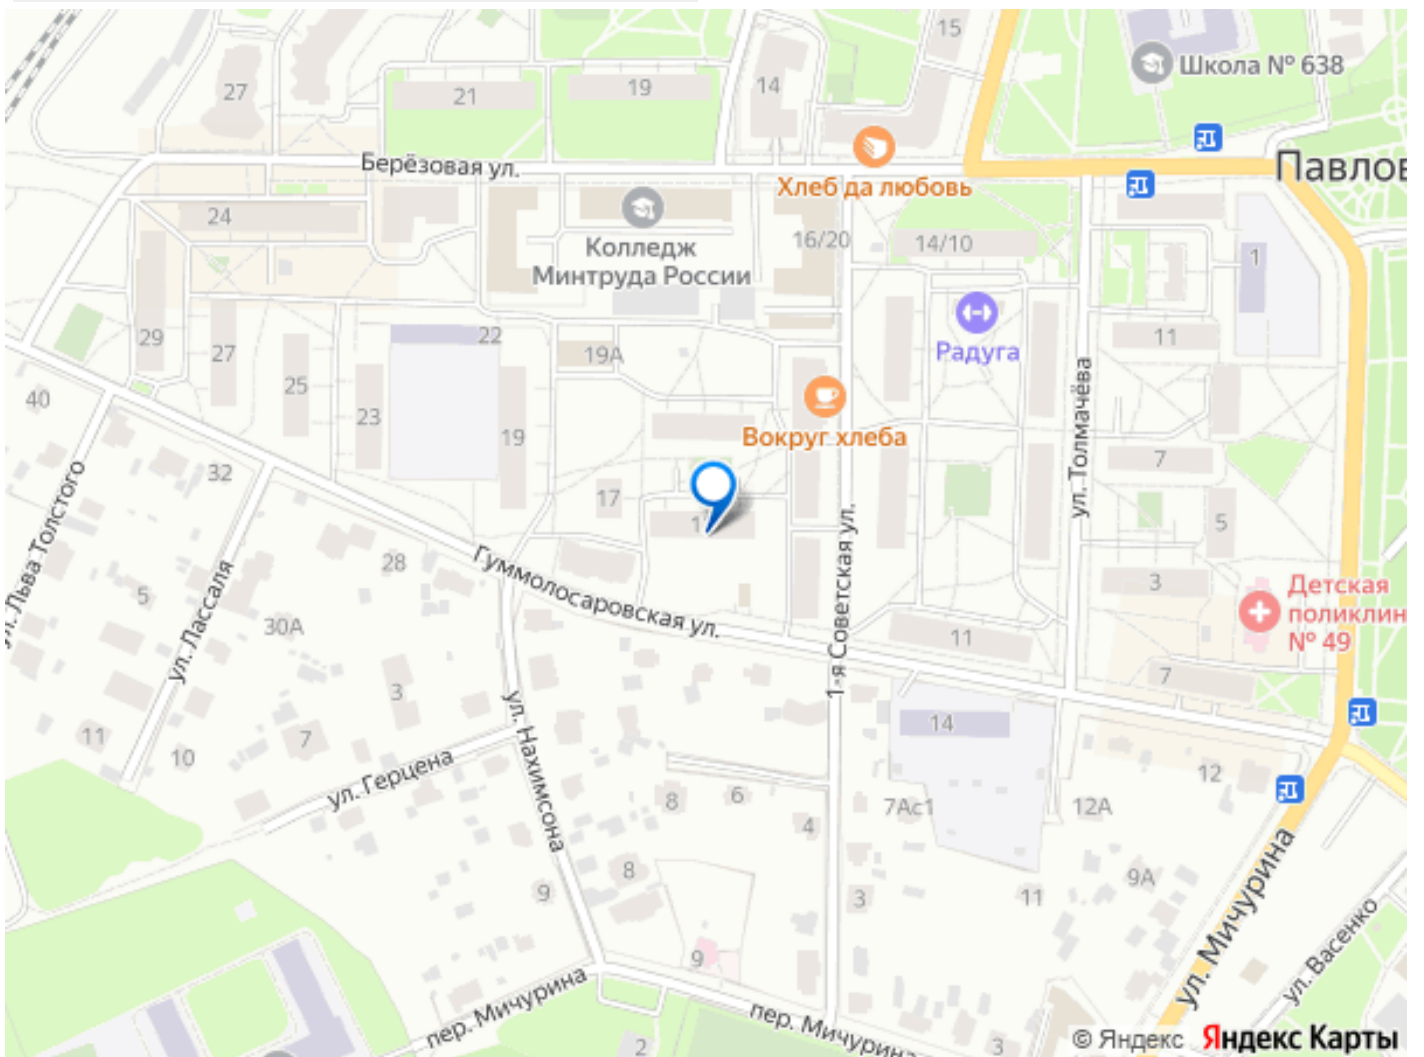 15
Школа № 638
27
21
19
14
Берёзовая ул.
Хлеб да любовь
Павлов
24
Колледж
Минтруда России
16/20
14/10
1
29
27
22
19А
Радуга
11
40
25
23
19
Вокруг хлеба
ул. Толмачёва
7
32
17
5
ул. Льва Толстого
Гуммолосаровская ул.
1-я Советская ул.
28
3
Детская
поликлин
№ 49
5
ул. Лассаля
30А
11
7
3
11
10
7
ул. Нахимсона
14
ул. Герцена
12
8
6
4
7Ас1
12А
8
9
3
11
9А
ул. Мичурина
ул. Васенко
9
пер. Мичурина
пер. Мичурина
2
3
© Яндекс Яндекс Карты